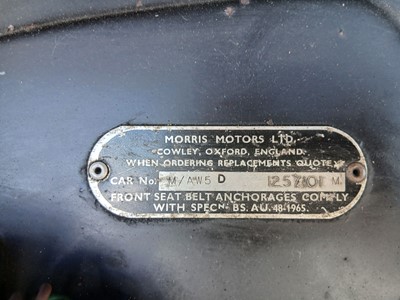 MORRIS MOTORS LTD.
COWLEY, OXFORD, ENGLAND.
WHEN ORDERING REPLACEMENTS QUOTE
CAR No. M/AW5 D 1257101 M
FRONT SEAT BELT ANCHORAGES COMPLY
WITH SPECN. BS. AU. 48-1965.